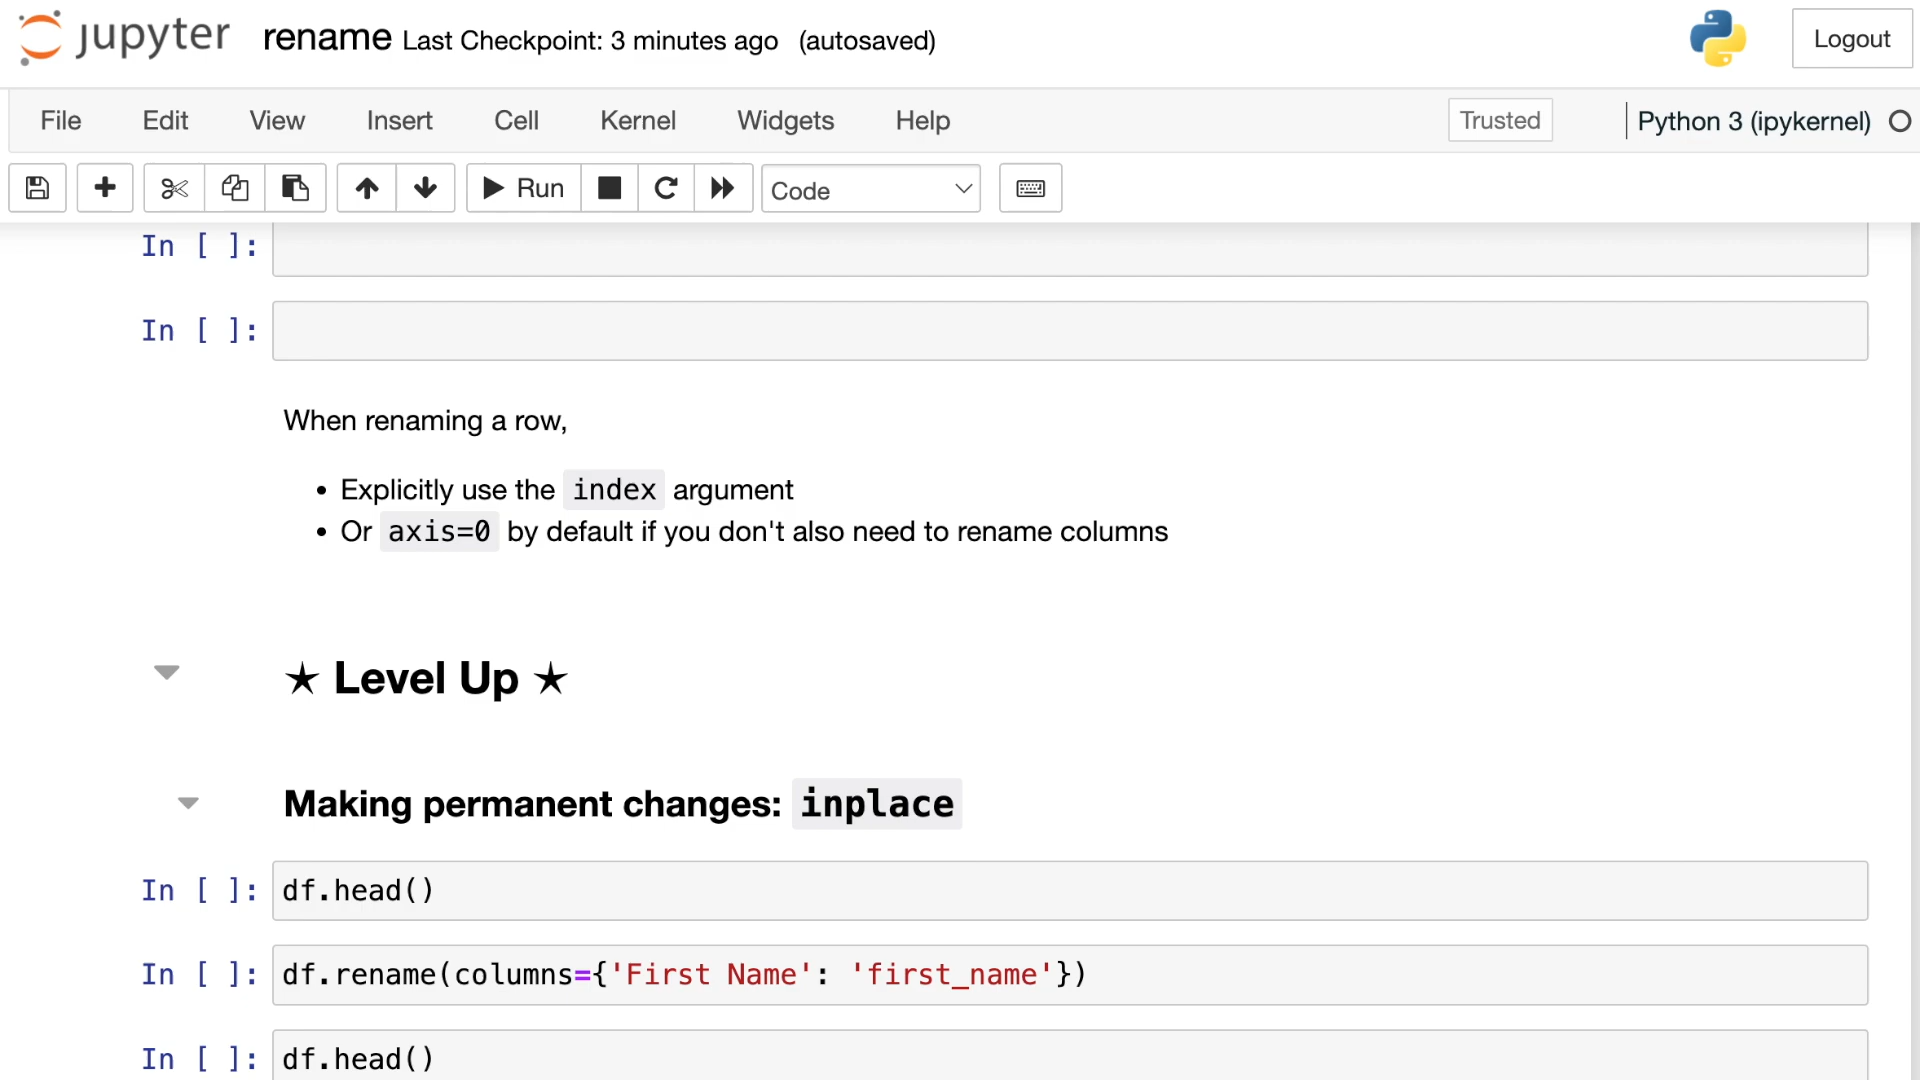 jupyter rename Last Checkpoint: 3 minutes ago (autosaved) Logout
File Edit View Insert Cell Kernel Widgets Help Trusted Python 3 (ipykernel)
Run Code
In [ ]:
In [ ]:
When renaming a row,
• Explicitly use the index argument
• Or axis=0 by default if you don't also need to rename columns
★ Level Up ★
Making permanent changes: inplace
In [ ]: df.head()
In [ ]: df.rename(columns={'First Name': 'first_name'})
In [ ]: df.head()